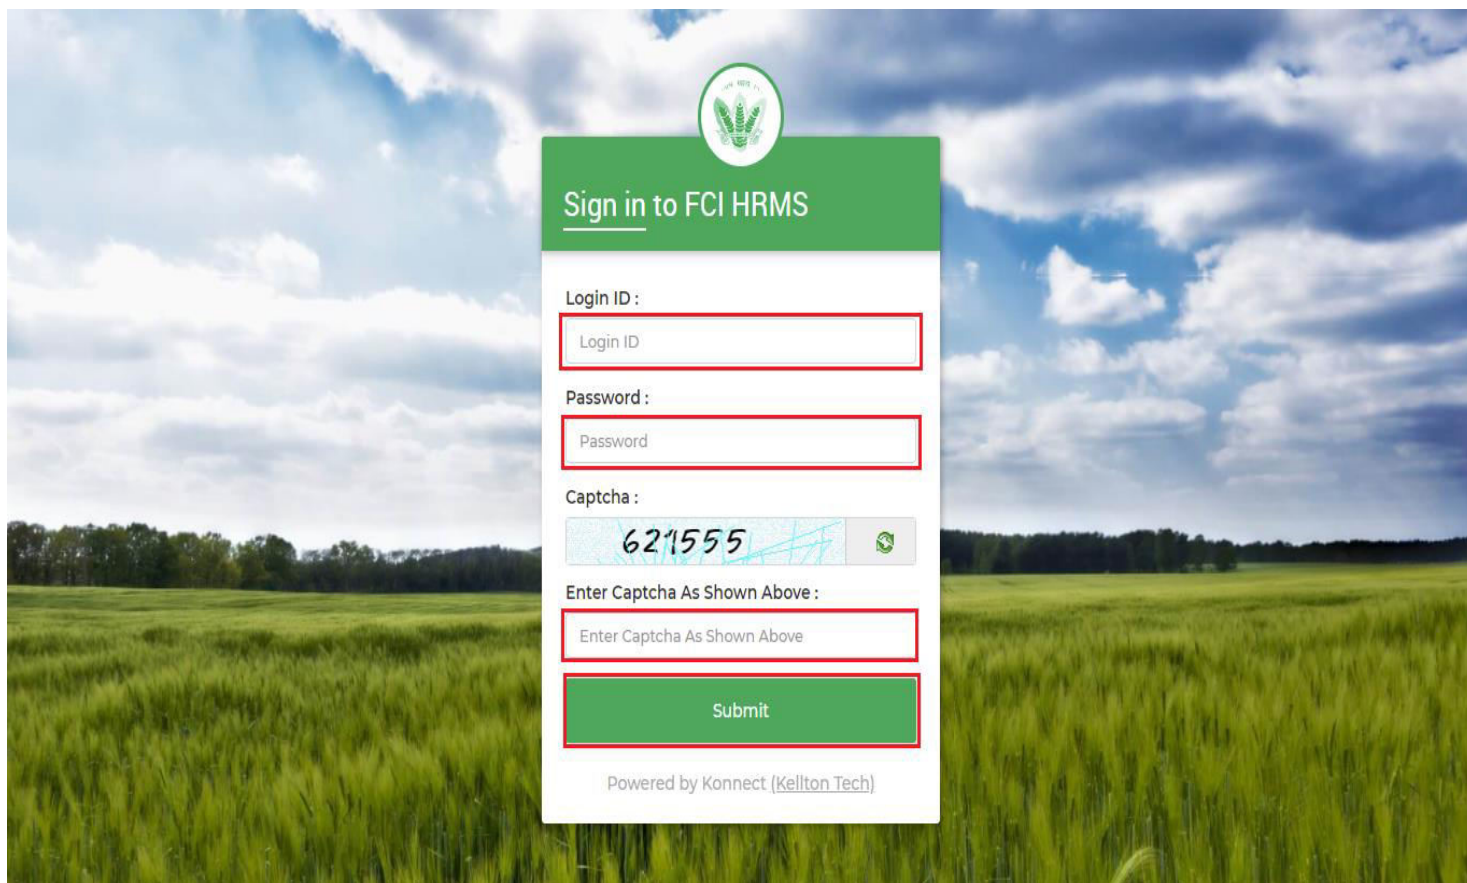 Sign in to FCI HRMS
Login ID :
Login ID
Password :
Password
Captcha :
621555
Enter Captcha As Shown Above :
Enter Captcha As Shown Above
Submit
Powered by Konnect (Kellton Tech)